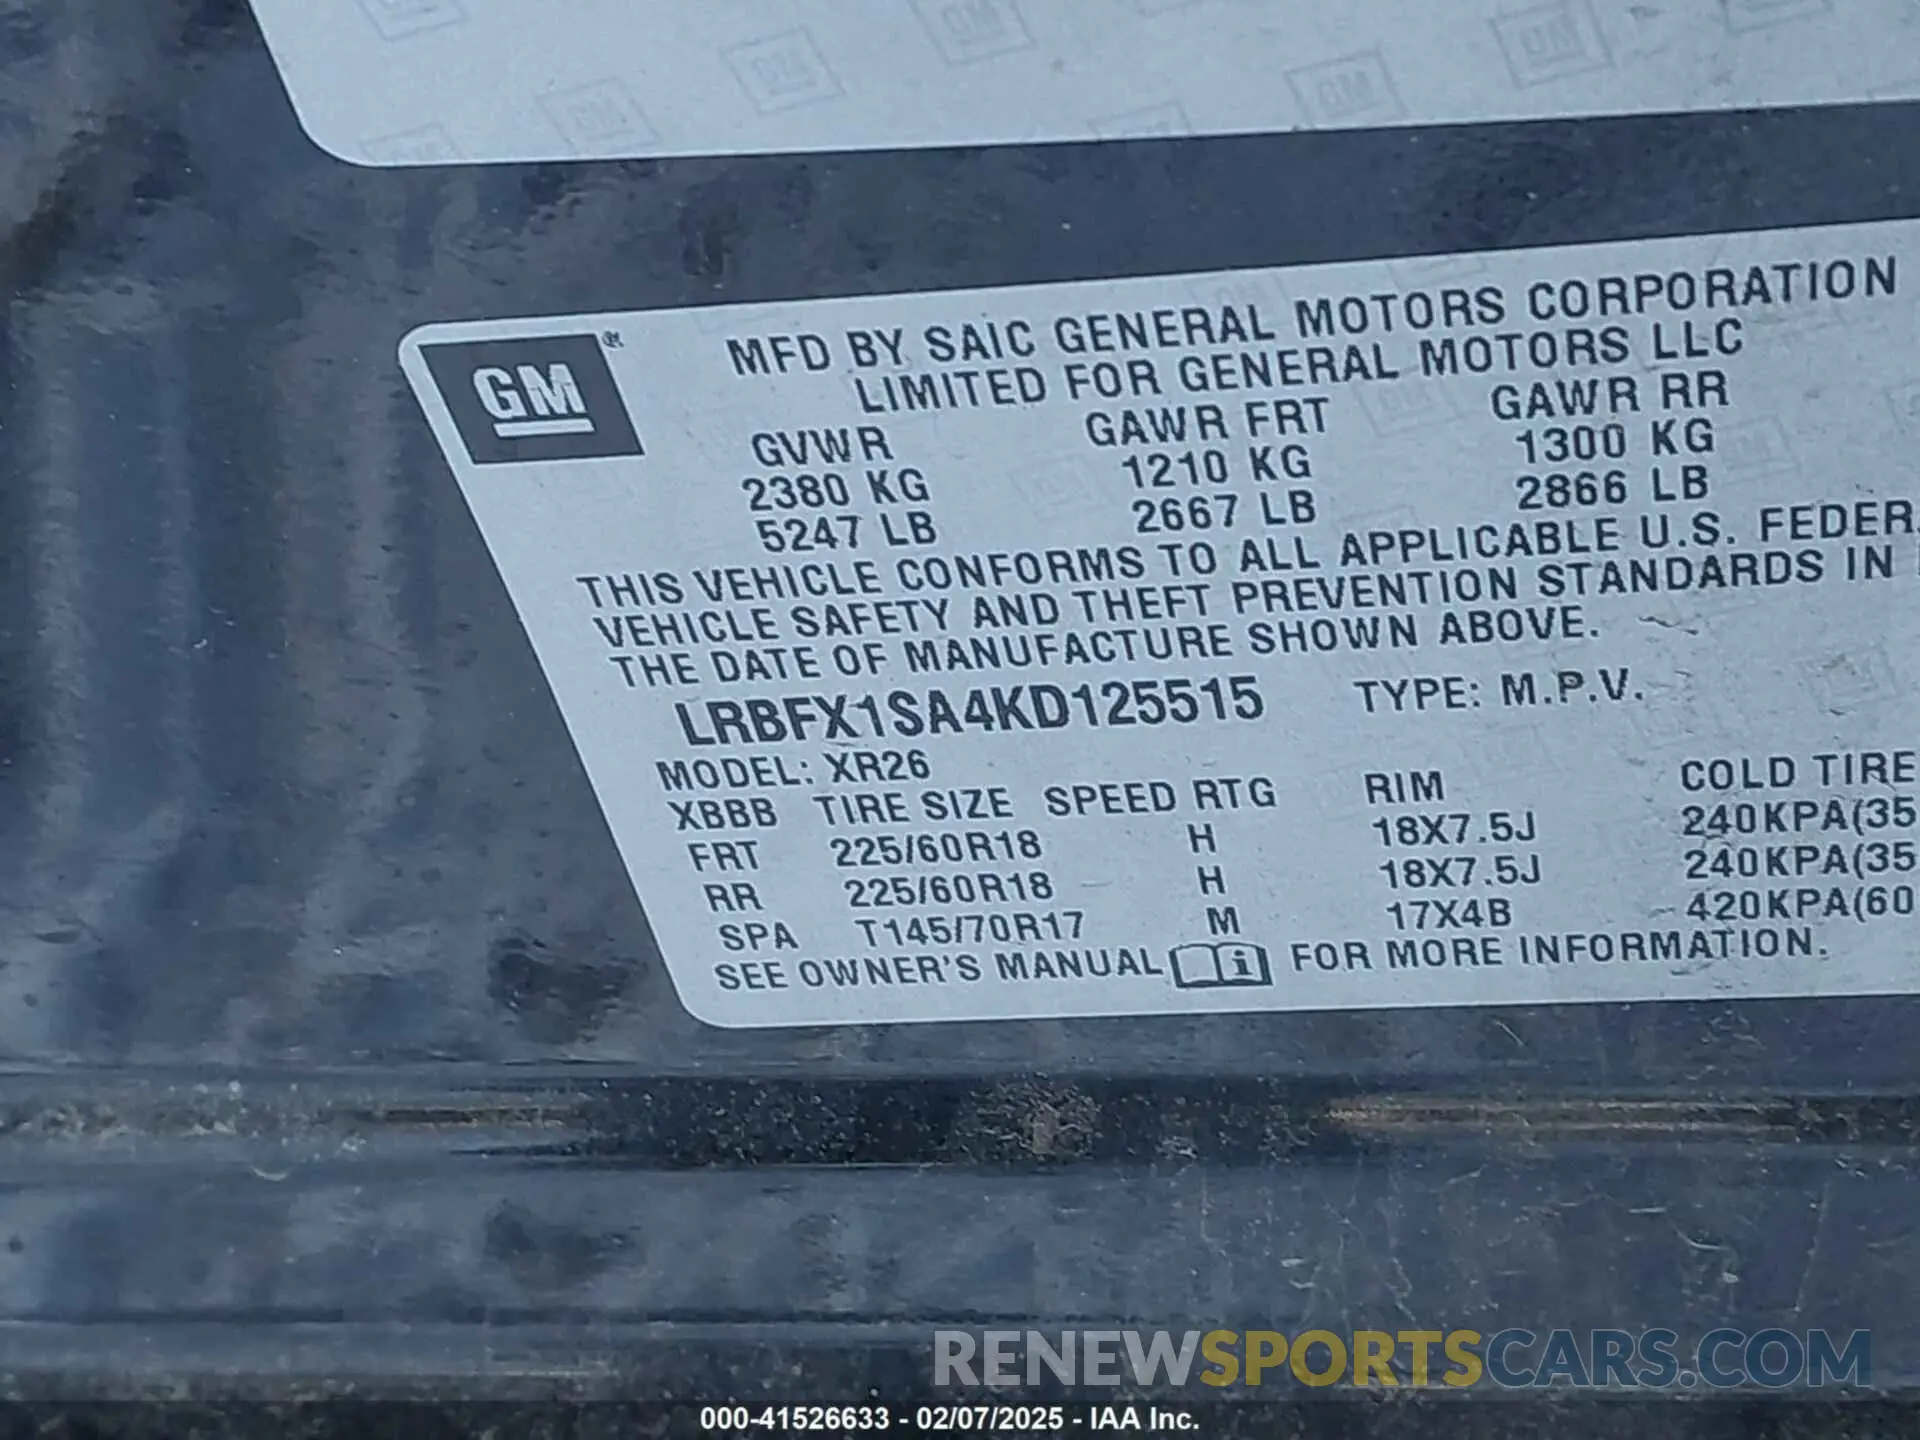 GM®
MFD BY SAIC GENERAL MOTORS CORPORATION
LIMITED FOR GENERAL MOTORS LLC
GVWR GAWR FRT GAWR RR
2380 KG 1210 KG 1300 KG
5247 LB 2667 LB 2866 LB
THIS VEHICLE CONFORMS TO ALL APPLICABLE U.S. FEDERA
VEHICLE SAFETY AND THEFT PREVENTION STANDARDS IN
THE DATE OF MANUFACTURE SHOWN ABOVE.
LRBFX1SA4KD125515 TYPE: M.P.V.
MODEL: XR26
XBBB TIRE SIZE SPEED RTG RIM COLD TIRE
FRT 225/60R18 H 18X7.5J 240KPA(35
RR 225/60R18 H 18X7.5J 240KPA(35
SPA T145/70R17 M 17X4B 420KPA(60
SEE OWNER'S MANUAL FOR MORE INFORMATION.
RENEWSPORTSCARS.COM
000-41526633 - 02/07/2025 - IAA Inc.